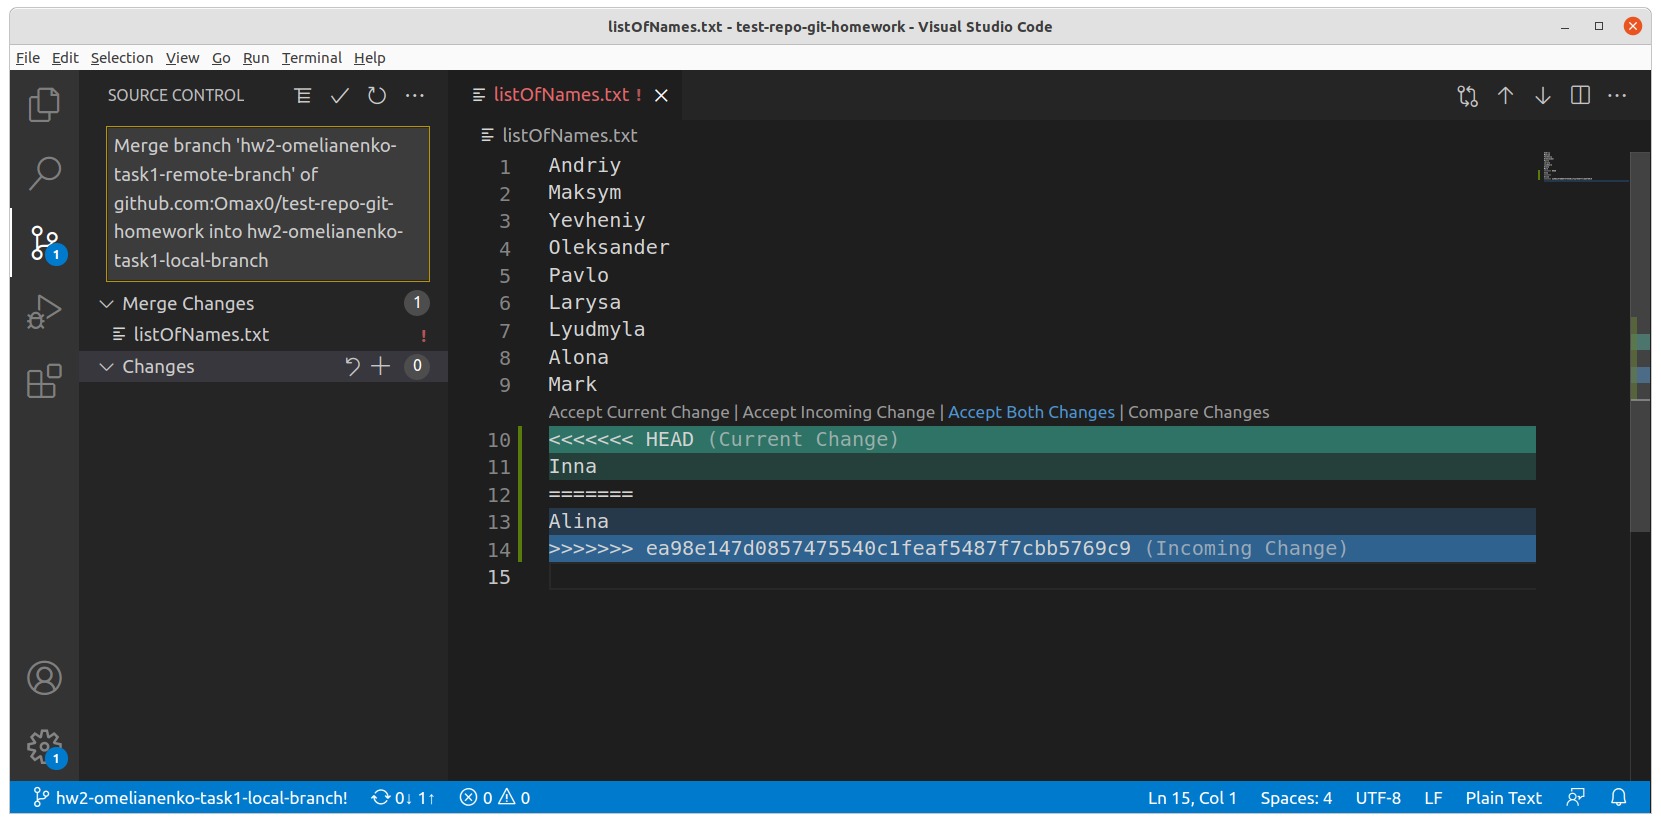 listOfNames.txt - test-repo-git-homework - Visual Studio Code
File Edit Selection View Go Run Terminal Help
SOURCE CONTROL
Merge branch 'hw2-omelianenko-
task1-remote-branch' of
github.com:Omax0/test-repo-git-
homework into hw2-omelianenko-
task1-local-branch
Merge Changes 1
listOfNames.txt !
Changes 0
1
1
listOfNames.txt !
listOfNames.txt
1 Andriy
2 Maksym
3 Yevheniy
4 Oleksander
5 Pavlo
6 Larysa
7 Lyudmyla
8 Alona
9 Mark
Accept Current Change | Accept Incoming Change | Accept Both Changes | Compare Changes
10 <<<<<<< HEAD (Current Change)
11 Inna
12 =======
13 Alina
14 >>>>>>> ea98e147d0857475540c1feaf5487f7cbb5769c9 (Incoming Change)
15
hw2-omelianenko-task1-local-branch! 0↓ 1↑ 0 0 Ln 15, Col 1 Spaces: 4 UTF-8 LF Plain Text